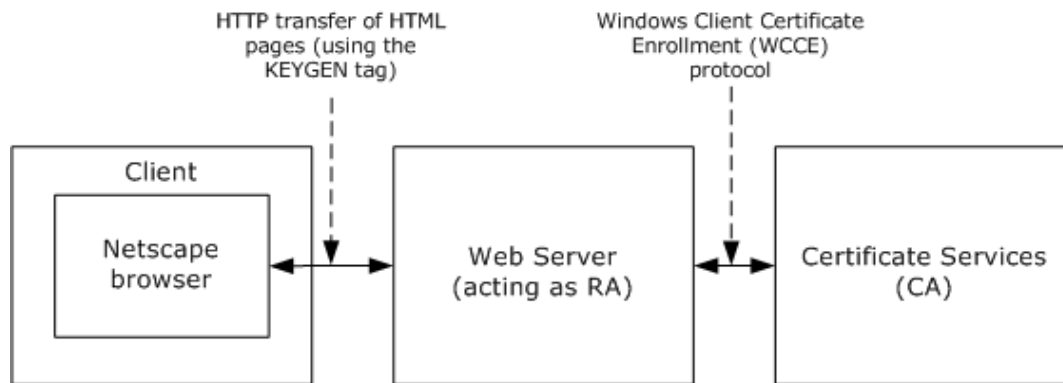 HTTP transfer of HTML
pages (using the
KEYGEN tag)
Windows Client Certificate
Enrollment (WCCE)
protocol
Client
Netscape
browser
Web Server
(acting as RA)
Certificate Services
(CA)